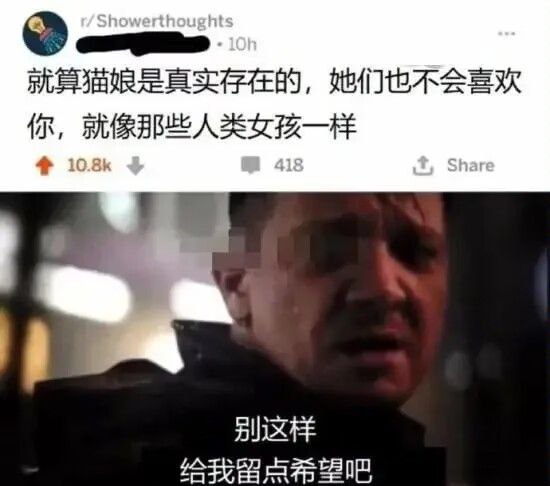 r/Showerthoughts
• 10h
就算猫娘是真实存在的，她们也不会喜欢
你，就像那些人类女孩一样
10.8k 418 Share
别这样
给我留点希望吧